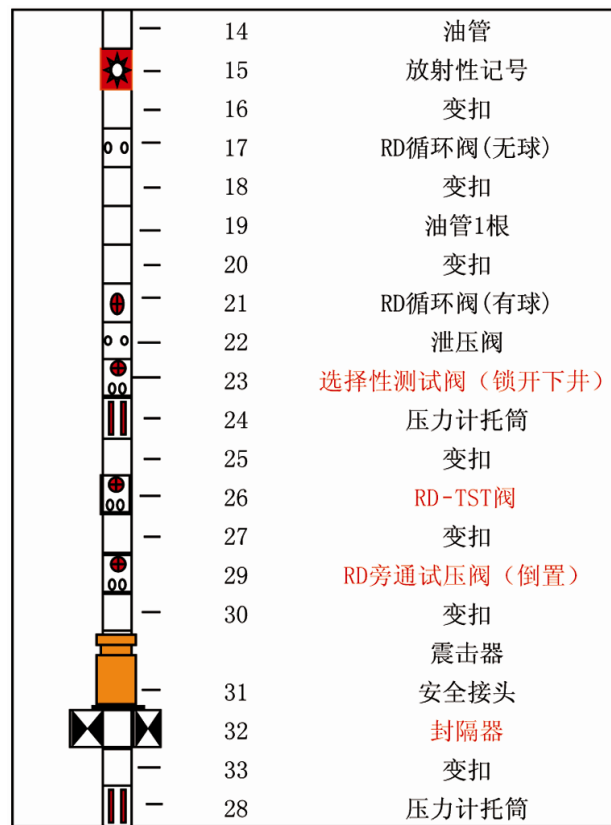 14 油管
15 放射性记号
16 变扣
17 RD循环阀(无球)
18 变扣
19 油管1根
20 变扣
21 RD循环阀(有球)
22 泄压阀
23 选择性测试阀（锁开下井）
24 压力计托筒
25 变扣
26 RD-TST阀
27 变扣
29 RD旁通试压阀（倒置）
30 变扣
震击器
31 安全接头
32 封隔器
33 变扣
28 压力计托筒